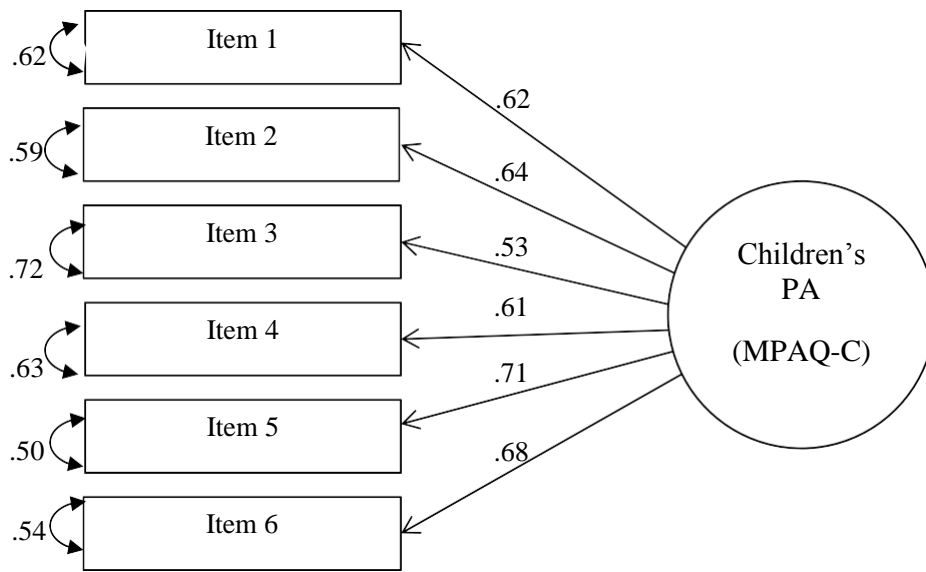 Item 1
.62
.62
Item 2
.59
.64
Item 3
.72
.53
Item 4
.63
.61
Item 5
.50
.71
Item 6
.54
.68
Children’s
PA
(MPAQ-C)